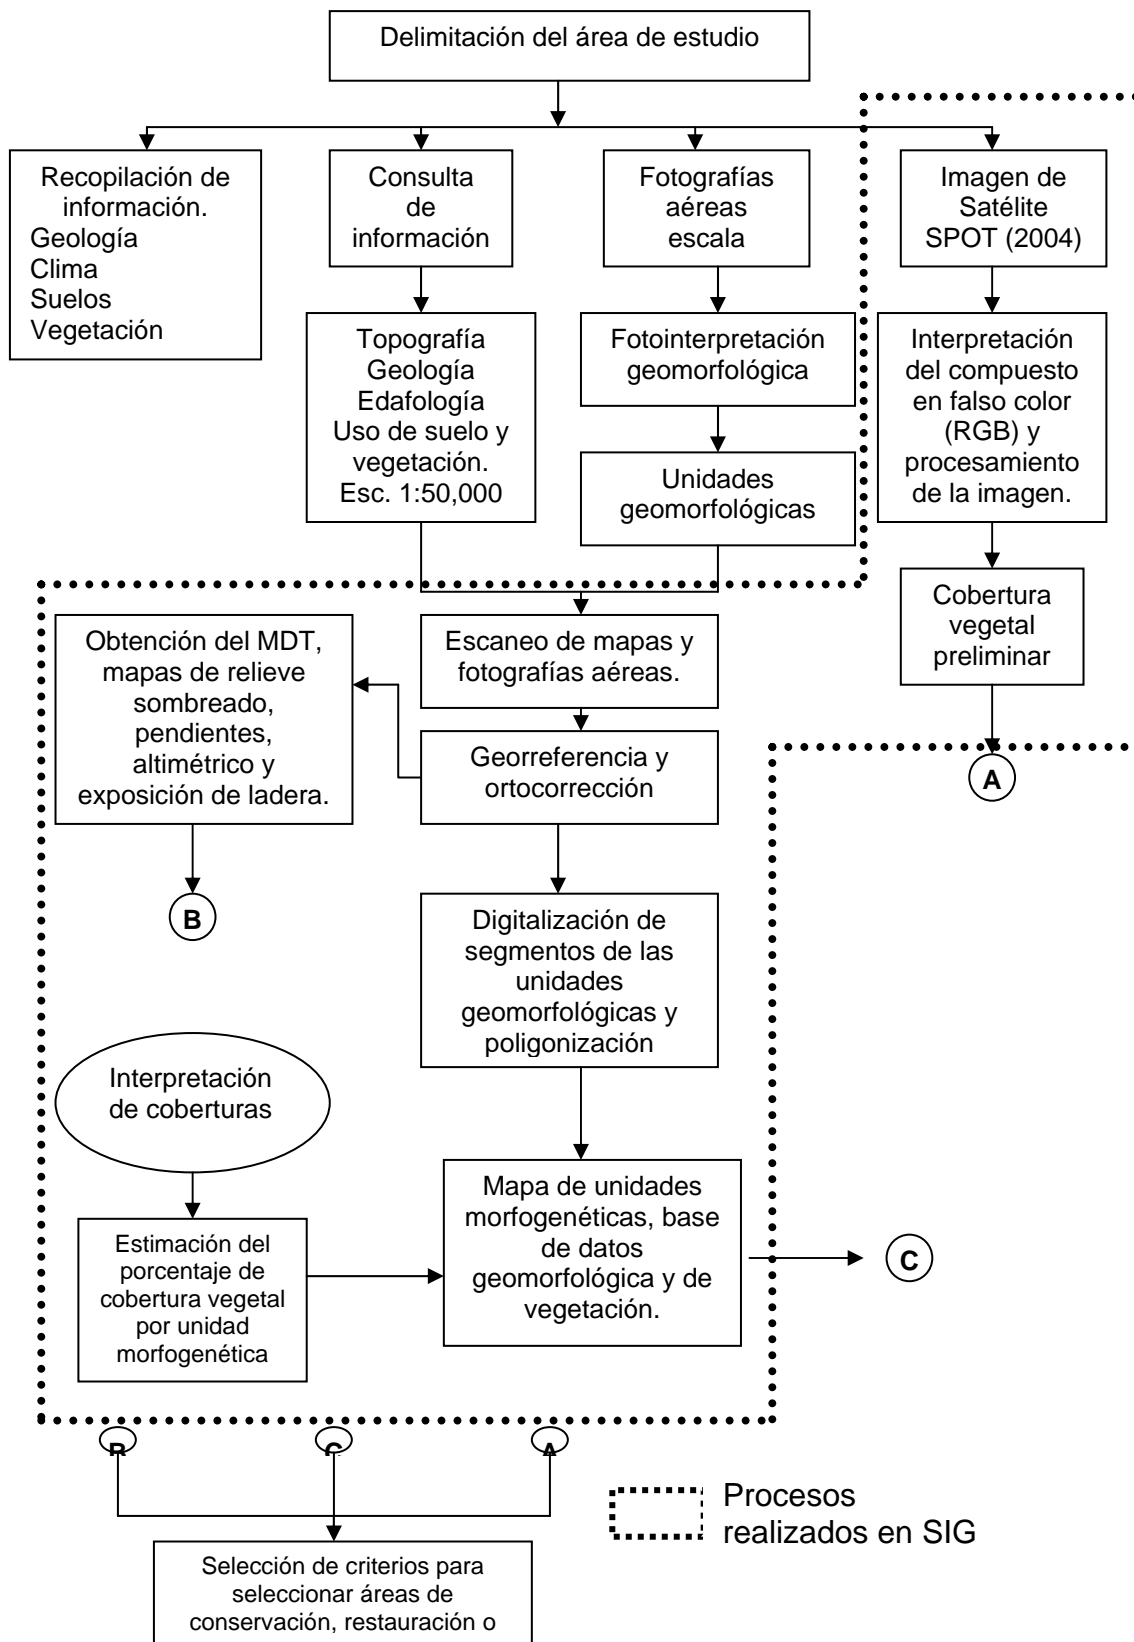 Delimitación del área de estudio
Recopilación de
información.
Geología
Clima
Suelos
Vegetación
Consulta
de
información
Fotografías
aéreas
escala
Imagen de
Satélite
SPOT (2004)
Topografía
Geología
Edafología
Uso de suelo y
vegetación.
Esc. 1:50,000
Fotointerpretación
geomorfológica
Interpretación
del compuesto
en falso color
(RGB) y
procesamiento
de la imagen.
Unidades
geomorfológicas
Cobertura
vegetal
preliminar
Obtención del MDT,
mapas de relieve
sombreado,
pendientes,
altimétrico y
exposición de ladera.
Escaneo de mapas y
fotografías aéreas.
Georreferencia y
ortocorrección
A
B
Digitalización de
segmentos de las
unidades
geomorfológicas y
poligonización
Interpretación
de coberturas
Estimación del
porcentaje de
cobertura vegetal
por unidad
morfogenética
Mapa de unidades
morfogenéticas, base
de datos
geomorfológica y de
vegetación.
C
B
C
A
Procesos
realizados en SIG
Selección de criterios para
seleccionar áreas de
conservación, restauración o